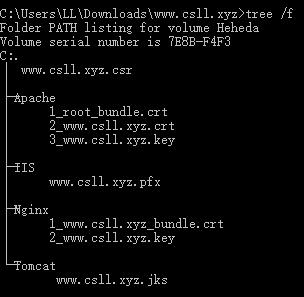 C:\Users\LL\Downloads\www.csll.xyz>tree /f
Folder PATH listing for volume Heheda
Volume serial number is 7E8B-F4F3
C:.
│  www.csll.xyz.csr
│
├─Apache
│      1_root_bundle.crt
│      2_www.csll.xyz.crt
│      3_www.csll.xyz.key
│
├─IIS
│      www.csll.xyz.pfx
│
├─Nginx
│      1_www.csll.xyz_bundle.crt
│      2_www.csll.xyz.key
│
└─Tomcat
        www.csll.xyz.jks